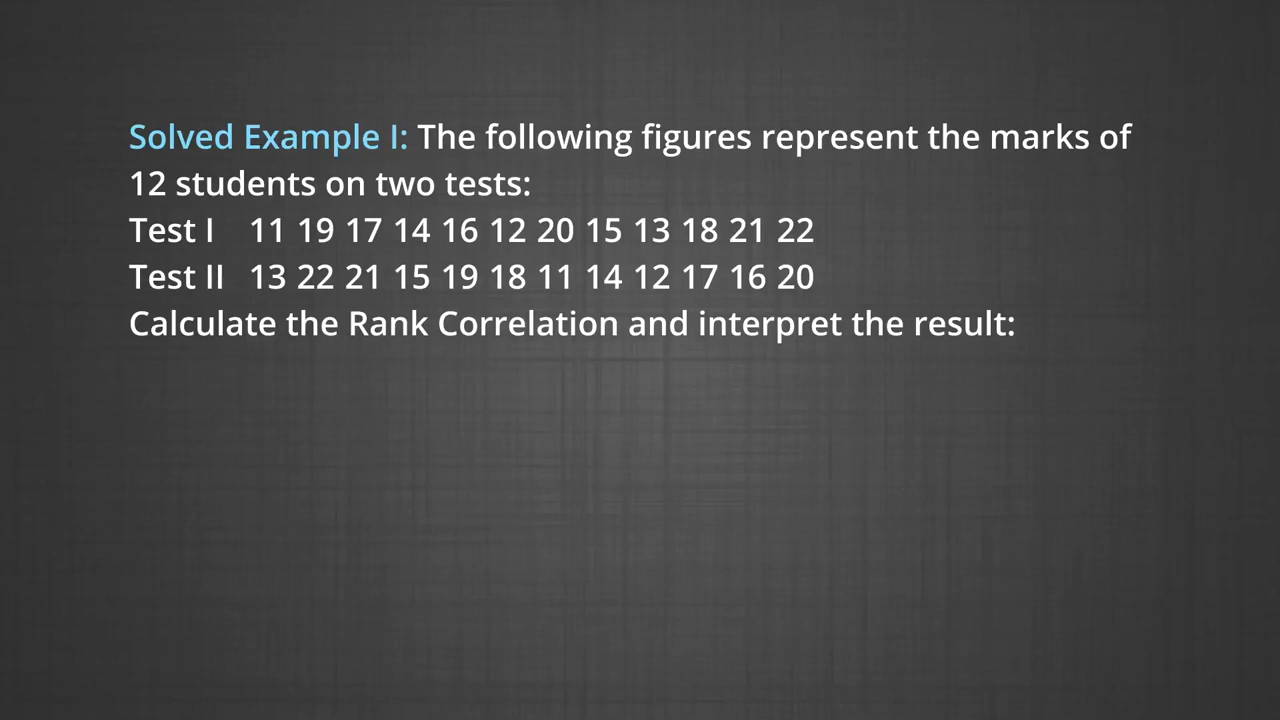 Solved Example I: The following figures represent the marks of
12 students on two tests:
Test I 11 19 17 14 16 12 20 15 13 18 21 22
Test II 13 22 21 15 19 18 11 14 12 17 16 20
Calculate the Rank Correlation and interpret the result: